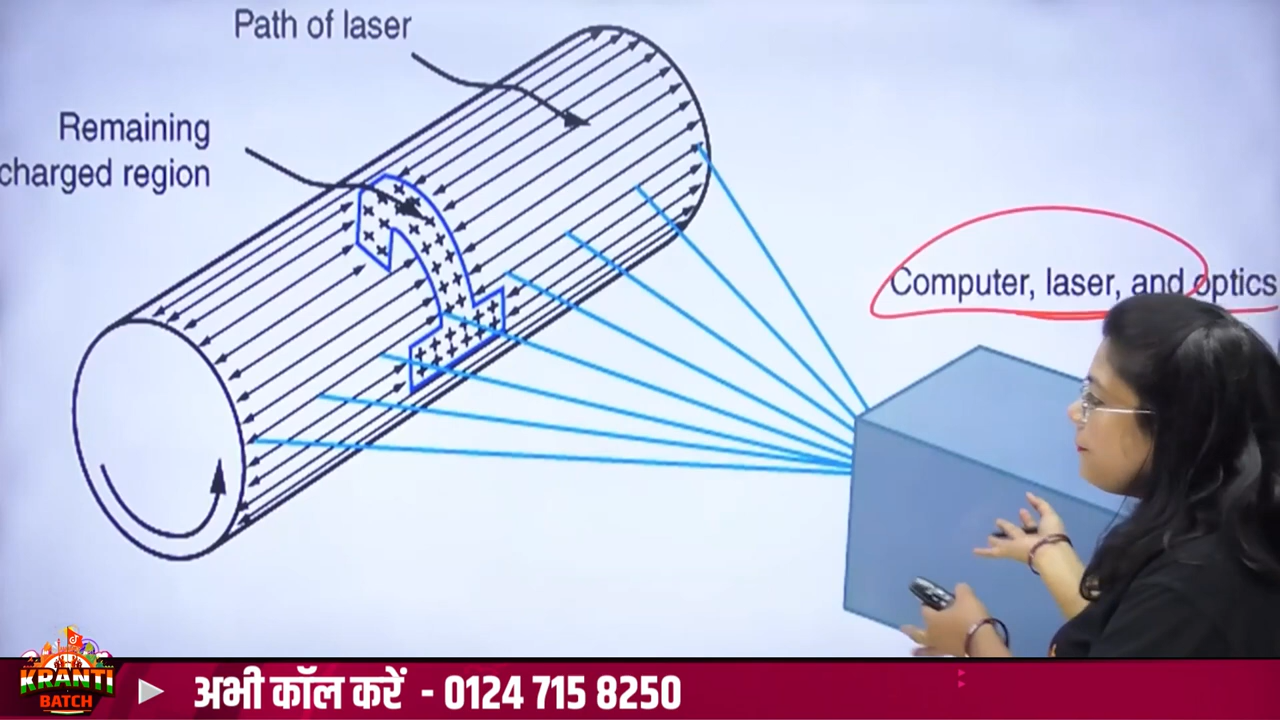 Path of laser
Remaining
charged region
Computer, laser, and optics
KRANTI
BATCH
अभी कॉल करें - 0124 715 8250